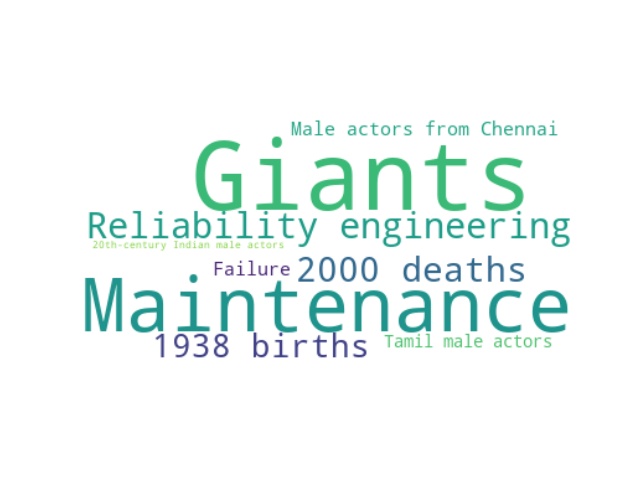 Male actors from Chennai
Giants
Reliability engineering
20th-century Indian male actors
Failure
2000 deaths
Maintenance
1938 births
Tamil male actors